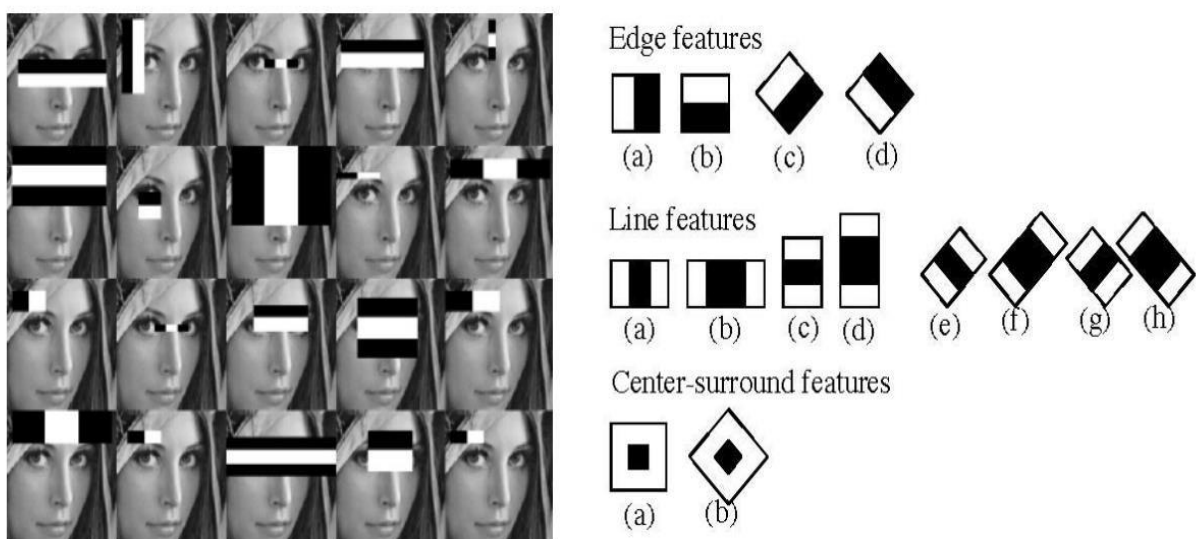 Edge features
(a) (b) (c) (d)
Line features
(a) (b) (c) (d) (e) (f) (g) (h)
Center-surround features
(a) (b)